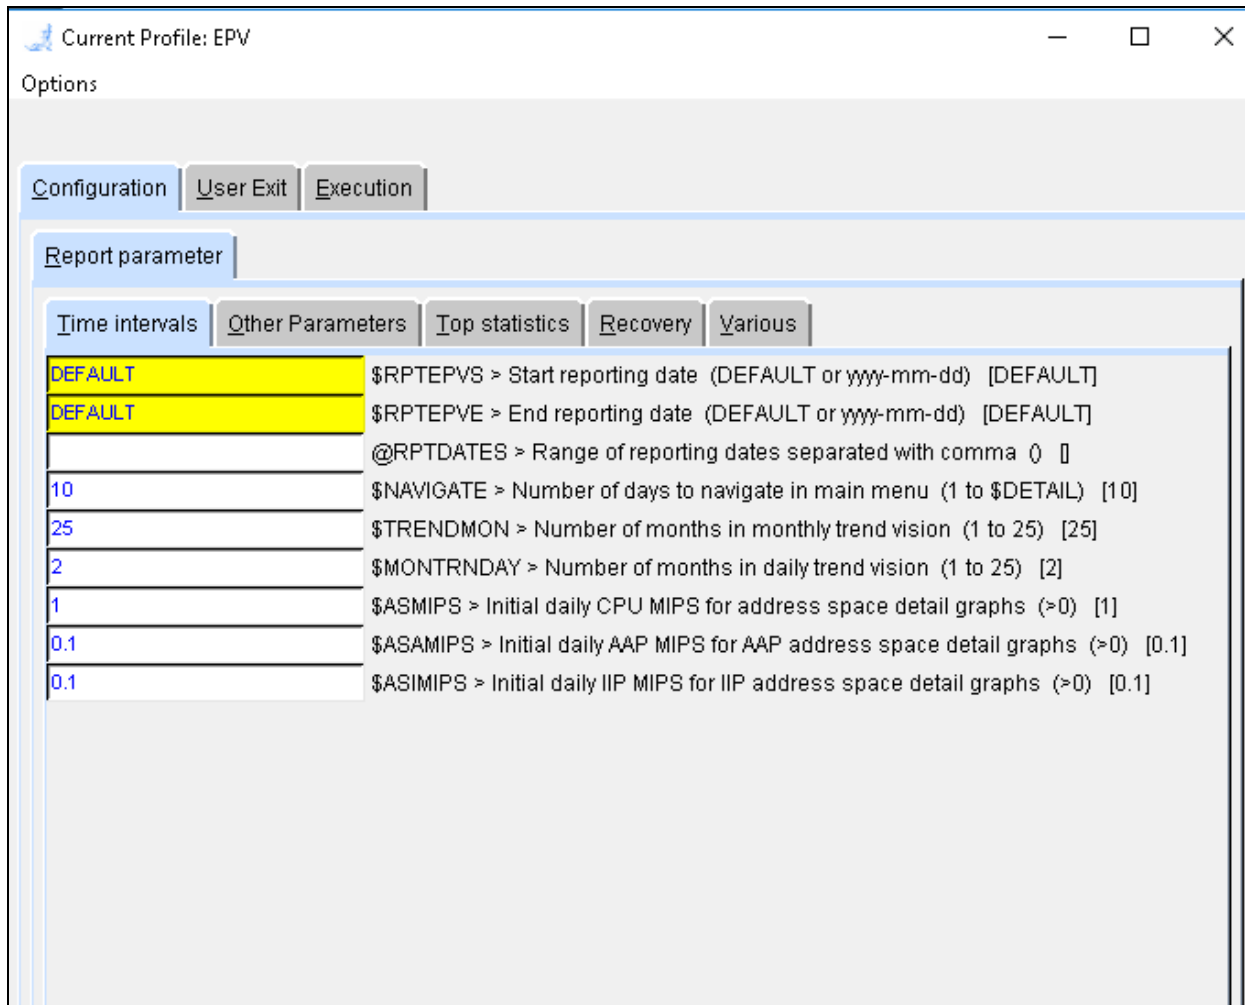 Current Profile: EPV
Options
Configuration User Exit Execution
Report parameter
Time intervals Other Parameters Top statistics Recovery Various
DEFAULT $RPTEPVS > Start reporting date (DEFAULT or yyyy-mm-dd) [DEFAULT]
DEFAULT $RPTEPVE > End reporting date (DEFAULT or yyyy-mm-dd) [DEFAULT]
@RPTDATES > Range of reporting dates separated with comma () []
10 $NAVIGATE > Number of days to navigate in main menu (1 to $DETAIL) [10]
25 $TRENDMON > Number of months in monthly trend vision (1 to 25) [25]
2 $MONTRNDAY > Number of months in daily trend vision (1 to 25) [2]
1 $ASMIPS > Initial daily CPU MIPS for address space detail graphs (>0) [1]
0.1 $ASAMIPS > Initial daily AAP MIPS for AAP address space detail graphs (>0) [0.1]
0.1 $ASIMIPS > Initial daily IIP MIPS for IIP address space detail graphs (>0) [0.1]